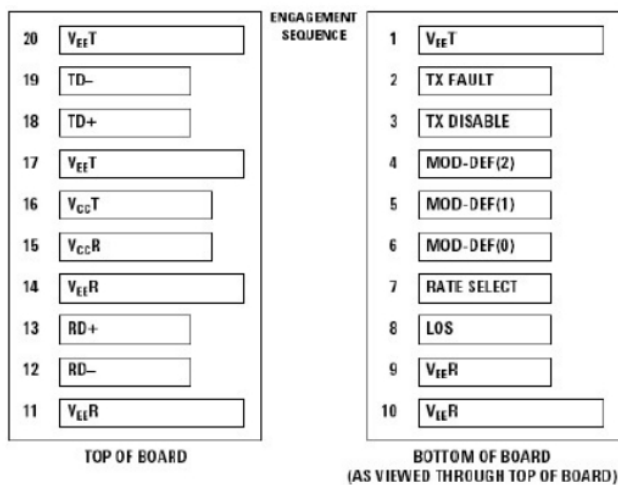 ENGAGEMENT
SEQUENCE
20 VEET
19 TD–
18 TD+
17 VEET
16 VCCT
15 VCCR
14 VEER
13 RD+
12 RD–
11 VEER
TOP OF BOARD
1 VEET
2 TX FAULT
3 TX DISABLE
4 MOD-DEF(2)
5 MOD-DEF(1)
6 MOD-DEF(0)
7 RATE SELECT
8 LOS
9 VEER
10 VEER
BOTTOM OF BOARD
(AS VIEWED THROUGH TOP OF BOARD)